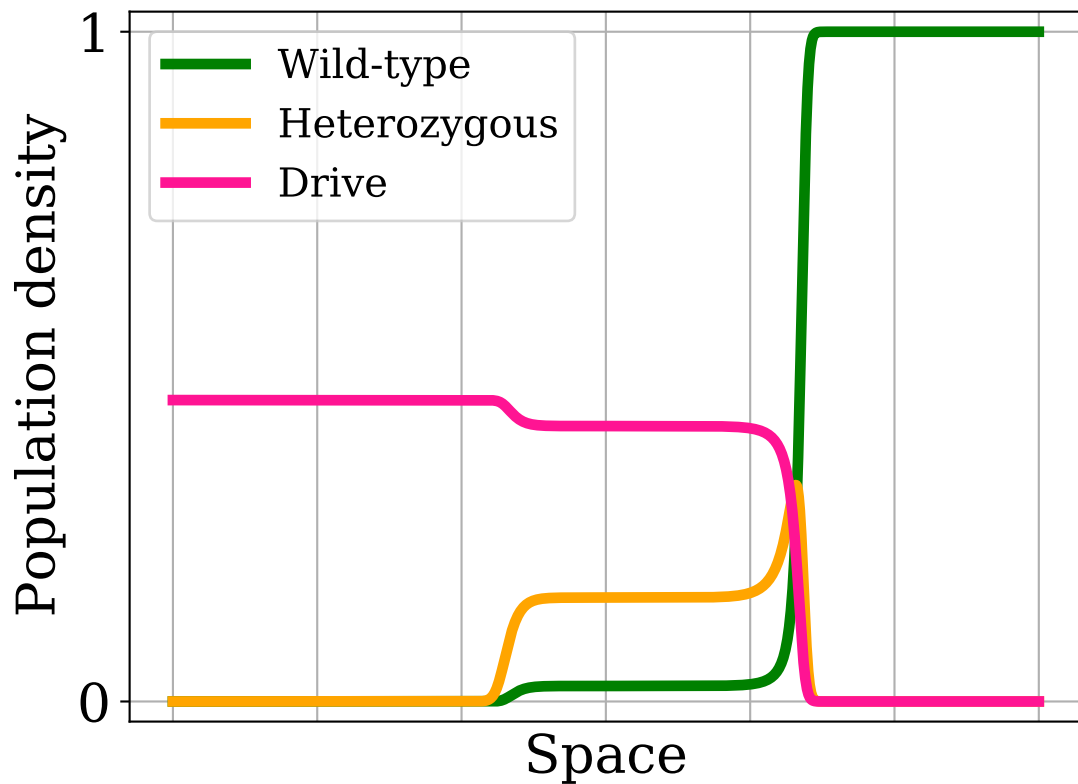 1
Wild-type
Heterozygous
Drive
Population density
0
Space